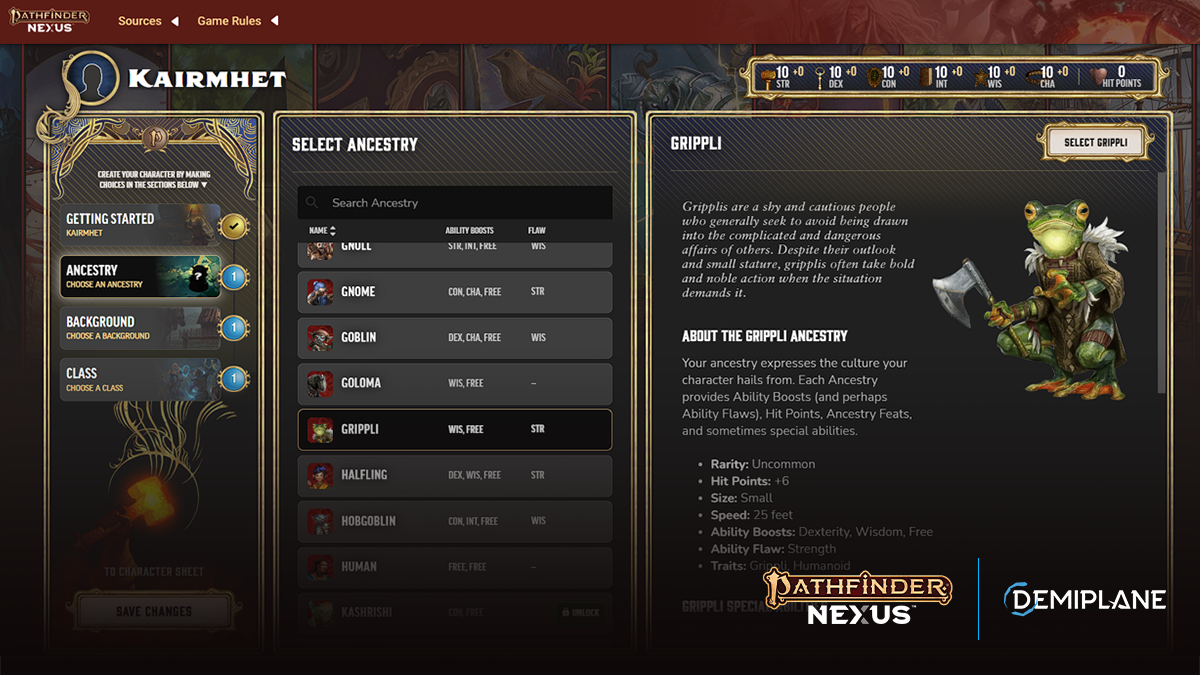 PATHFINDER
NEXUS
Sources
Game Rules
KAIRMHET
10 +0
STR
10 +0
DEX
10 +0
CON
10 +0
INT
10 +0
WIS
10 +0
CHA
0
HIT POINTS
CREATE YOUR CHARACTER BY MAKING
CHOICES IN THE SECTIONS BELOW ▼
GETTING STARTED
KAIRMHET
ANCESTRY
CHOOSE AN ANCESTRY
?
1
BACKGROUND
CHOOSE A BACKGROUND
1
CLASS
CHOOSE A CLASS
1
TO CHARACTER SHEET
SAVE CHANGES
SELECT ANCESTRY
Search Ancestry
NAME ABILITY BOOSTS FLAW
GNOLL STR, INT, FREE WIS
GNOME CON, CHA, FREE STR
GOBLIN DEX, CHA, FREE WIS
GOLOMA WIS, FREE –
GRIPPLI WIS, FREE STR
HALFLING DEX, WIS, FREE STR
HOBGOBLIN CON, INT, FREE WIS
HUMAN FREE, FREE –
KASHRISHI CON, FREE UNLOCK
GRIPPLI
SELECT GRIPPLI
Gripplis are a shy and cautious people
who generally seek to avoid being drawn
into the complicated and dangerous
affairs of others. Despite their outlook
and small stature, gripplis often take bold
and noble action when the situation
demands it.
ABOUT THE GRIPPLI ANCESTRY
Your ancestry expresses the culture your
character hails from. Each Ancestry
provides Ability Boosts (and perhaps
Ability Flaws), Hit Points, Ancestry Feats,
and sometimes special abilities.
• Rarity: Uncommon
• Hit Points: +6
• Size: Small
• Speed: 25 feet
• Ability Boosts: Dexterity, Wisdom, Free
• Ability Flaw: Strength
• Traits: Grippli, Humanoid
GRIPPLI SPECIAL
PATHFINDER
NEXUS™
DEMIPLANE